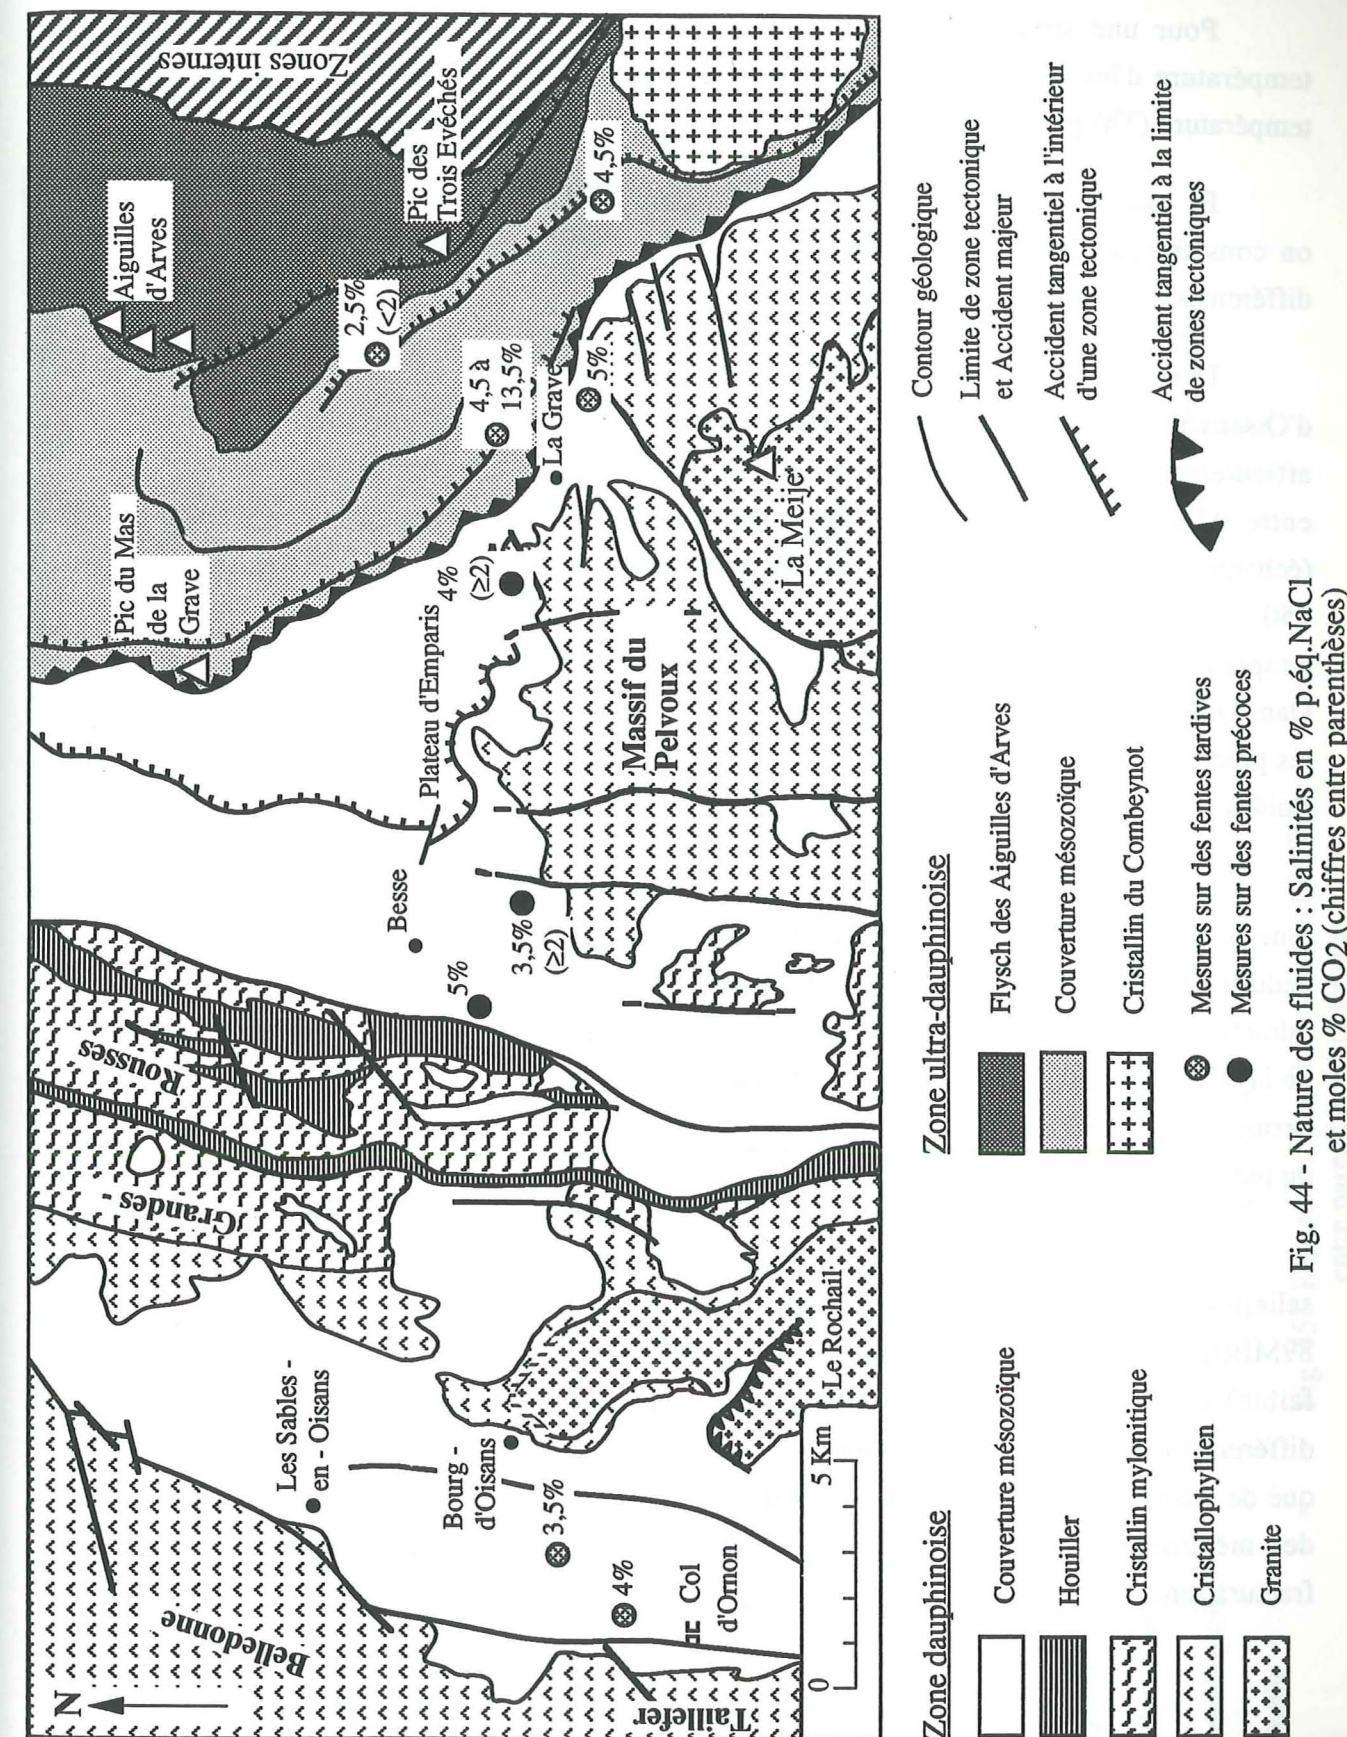 N
Belledonne
Taillefer
Les Sables -
en - Oisans
Bourg -
d'Oisans
3,5%
4%
Col
d'Ornon
0
5 Km
Le Rochail
Grandes -
Rousses
Besse
5%
3,5%
(≥2)
Plateau d'Emparis
4%
(≥2)
Massif du
Pelvoux
Pic du Mas
de la
Grave
La Grave
4,5 à
13,5%
5%
La Meije
Aiguilles
d'Arves
2,5%
(<2)
Pic des
Trois Evéchés
4,5%
Zones internes
Zone dauphinoise
Couverture mésozoïque
Houiller
Cristallin mylonitique
Cristallophyllien
Granite
Zone ultra-dauphinoise
Flysch des Aiguilles d'Arves
Couverture mésozoïque
Cristallin du Combeynot
Mesures sur des fentes tardives
Mesures sur des fentes précoces
Contour géologique
Limite de zone tectonique
et Accident majeur
Accident tangentiel à l'intérieur
d'une zone tectonique
Accident tangentiel à la limite
de zones tectoniques
Fig. 44 - Nature des fluides : Salinités en % p.éq.NaCl
et moles % CO2 (chiffres entre parenthèses)